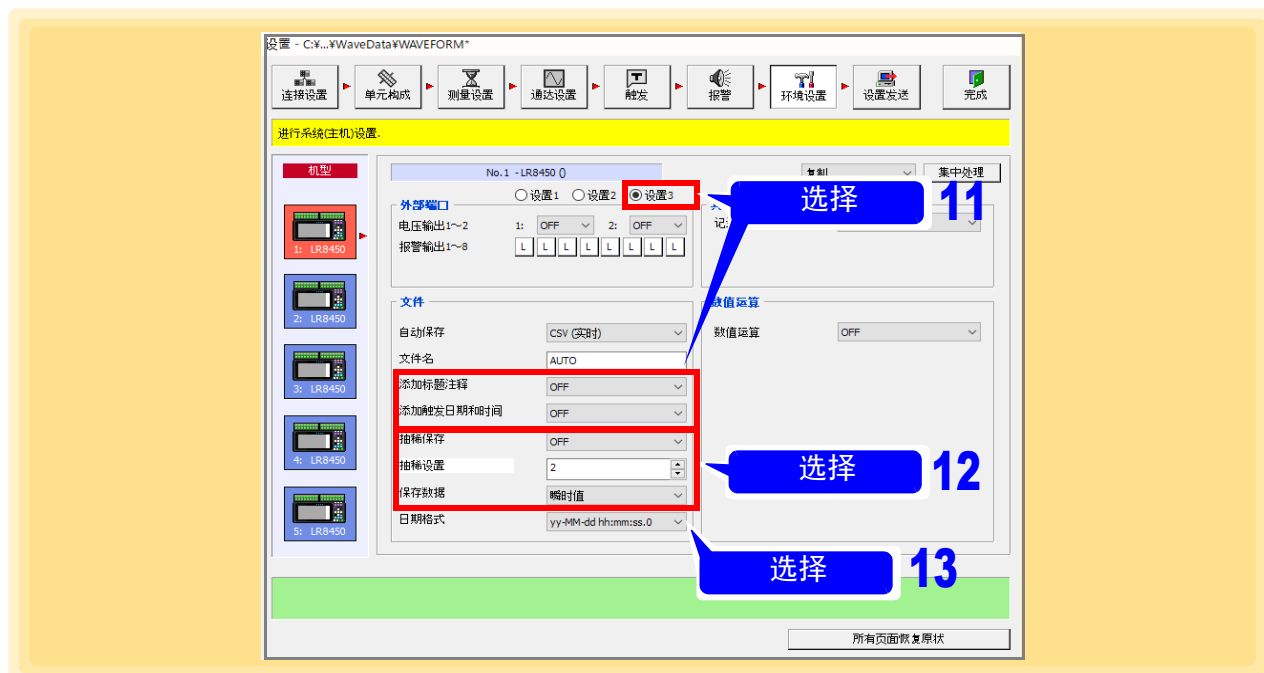 设置 - C:¥...¥WaveData¥WAVEFORM*
连接设置 单元构成 测量设置 通达设置 触发 报警 环境设置 设置发送 完成
进行系统(主机)设置.
机型
No.1 - LR8450 ()
集中处理
设置1 设置2 设置3
选择 11
外部端口
电压输出1～2 1: OFF 2: OFF
报警输出1～8 L L L L L L L L
1: LR8450
2: LR8450
3: LR8450
4: LR8450
5: LR8450
文件
自动保存 CSV (实时)
文件名 AUTO
添加标题注释 OFF
添加触发日期和时间 OFF
抽稀保存 OFF
抽稀设置 2
保存数据 瞬时值
日期格式 yy-MM-dd hh:mm:ss.0
数值运算
数值运算 OFF
选择 12
选择 13
所有页面恢复原状